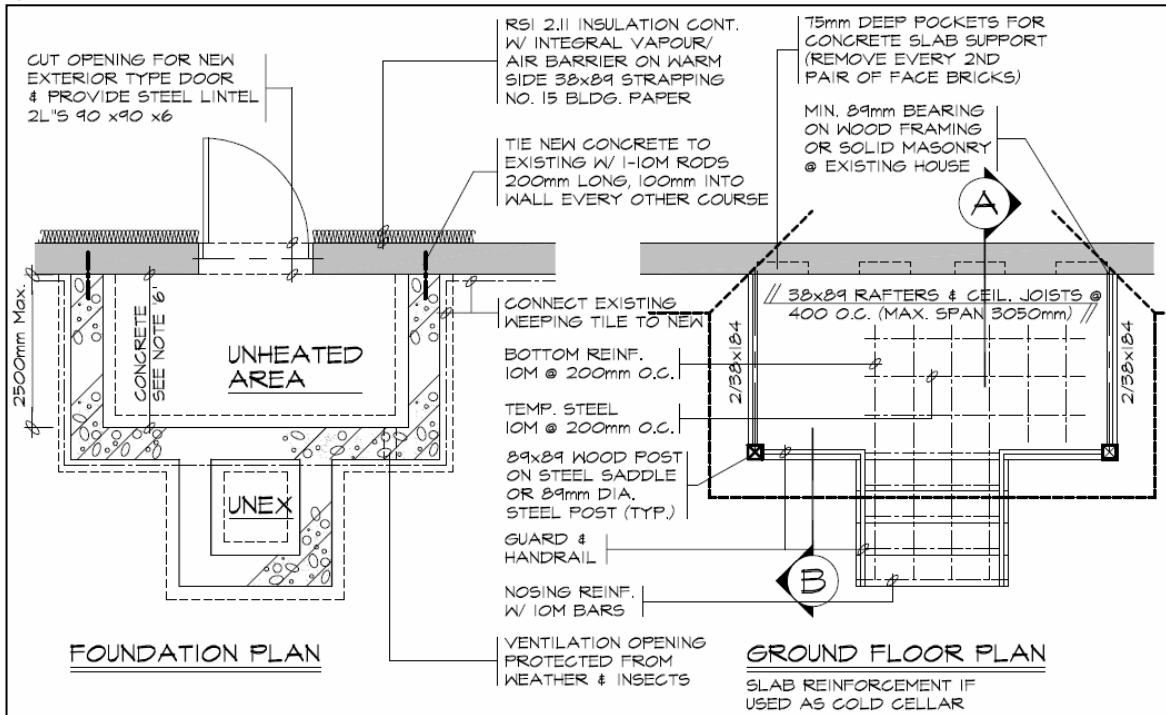 CUT OPENING FOR NEW
EXTERIOR TYPE DOOR
& PROVIDE STEEL LINTEL
2L"S 90 x90 x6
RSI 2.11 INSULATION CONT.
W/ INTEGRAL VAPOUR/
AIR BARRIER ON WARM
SIDE 38x89 STRAPPING
NO. 15 BLDG. PAPER
TIE NEW CONCRETE TO
EXISTING W/ 1-10M RODS
200mm LONG, 100mm INTO
WALL EVERY OTHER COURSE
75mm DEEP POCKETS FOR
CONCRETE SLAB SUPPORT
(REMOVE EVERY 2ND
PAIR OF FACE BRICKS)
MIN. 89mm BEARING
ON WOOD FRAMING
OR SOLID MASONRY
@ EXISTING HOUSE
A
2500mm Max.
CONCRETE
SEE NOTE '6'
UNHEATED
AREA
UNEX
CONNECT EXISTING
WEEPING TILE TO NEW
BOTTOM REINF.
10M @ 200mm O.C.
TEMP. STEEL
10M @ 200mm O.C.
89x89 WOOD POST
ON STEEL SADDLE
OR 89mm DIA.
STEEL POST (TYP.)
GUARD &
HANDRAIL
NOSING REINF.
W/ 10M BARS
VENTILATION OPENING
PROTECTED FROM
WEATHER & INSECTS
// 38x89 RAFTERS & CEIL. JOISTS @
400 O.C. (MAX. SPAN 3050mm) //
2/38x184
2/38x184
B
FOUNDATION PLAN
GROUND FLOOR PLAN
SLAB REINFORCEMENT IF
USED AS COLD CELLAR